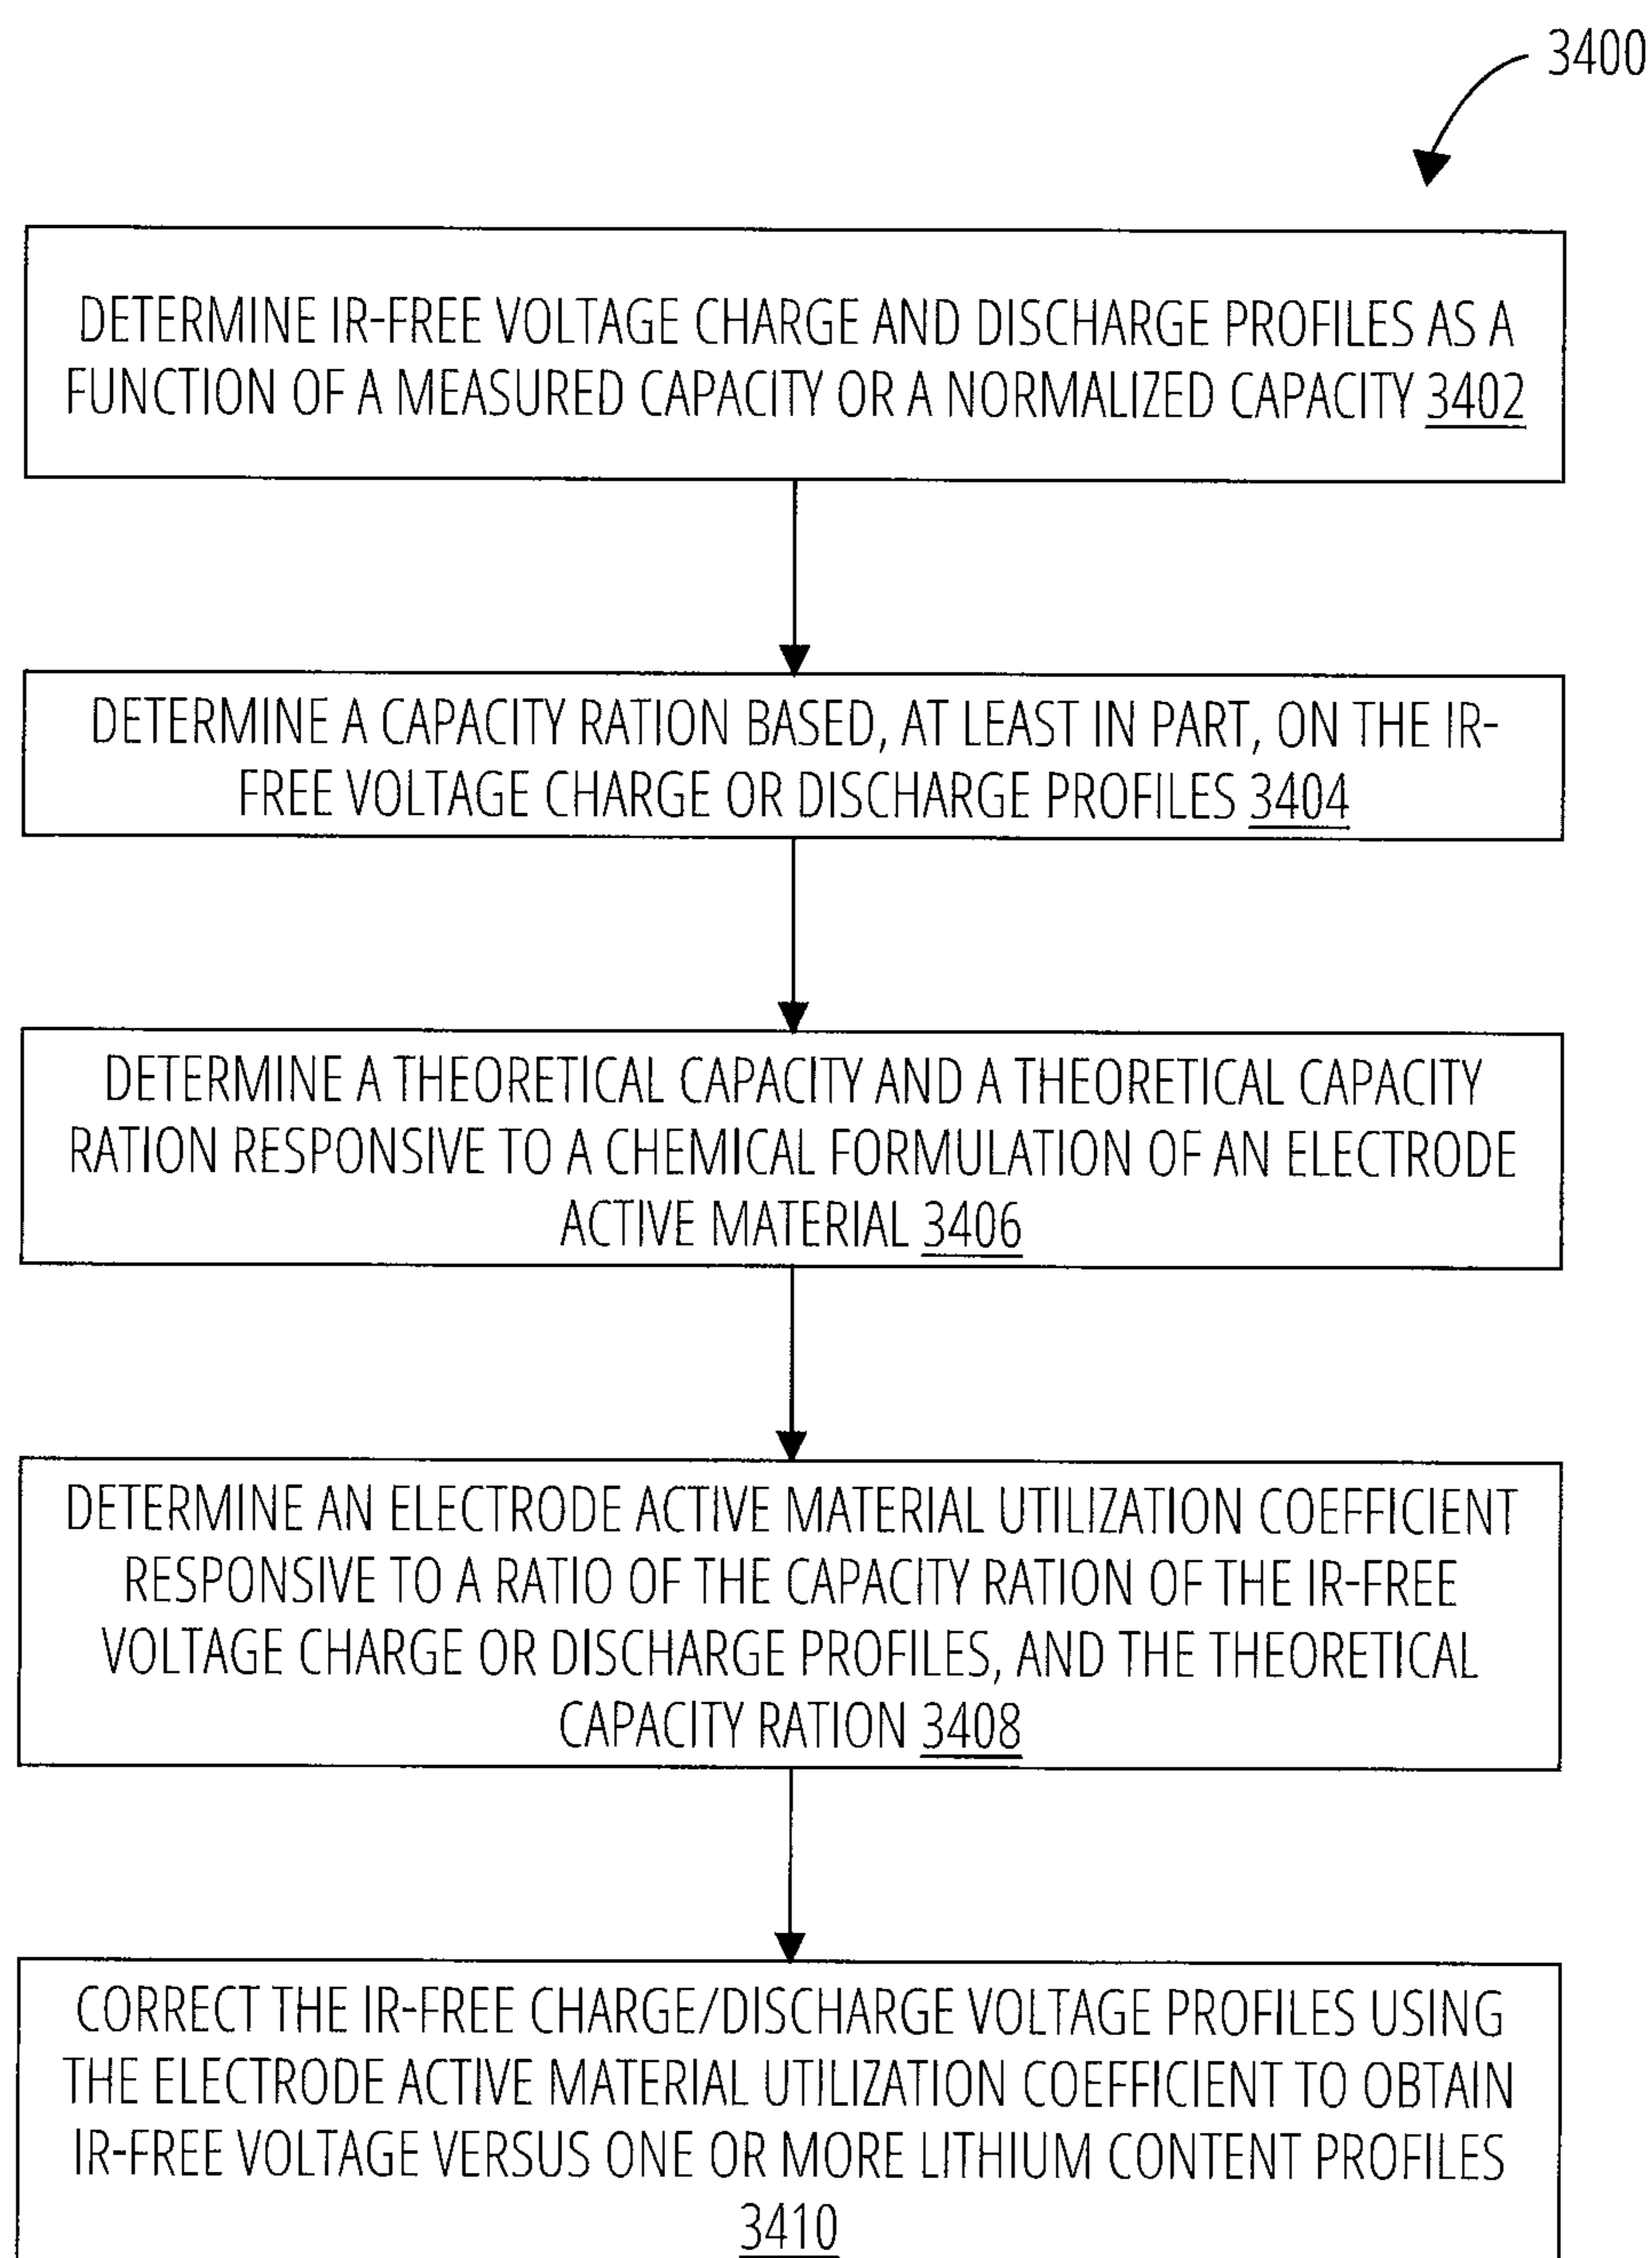 3400
DETERMINE IR-FREE VOLTAGE CHARGE AND DISCHARGE PROFILES AS A
FUNCTION OF A MEASURED CAPACITY OR A NORMALIZED CAPACITY 3402
DETERMINE A CAPACITY RATION BASED, AT LEAST IN PART, ON THE IR-
FREE VOLTAGE CHARGE OR DISCHARGE PROFILES 3404
DETERMINE A THEORETICAL CAPACITY AND A THEORETICAL CAPACITY
RATION RESPONSIVE TO A CHEMICAL FORMULATION OF AN ELECTRODE
ACTIVE MATERIAL 3406
DETERMINE AN ELECTRODE ACTIVE MATERIAL UTILIZATION COEFFICIENT
RESPONSIVE TO A RATIO OF THE CAPACITY RATION OF THE IR-FREE
VOLTAGE CHARGE OR DISCHARGE PROFILES, AND THE THEORETICAL
CAPACITY RATION 3408
CORRECT THE IR-FREE CHARGE/DISCHARGE VOLTAGE PROFILES USING
THE ELECTRODE ACTIVE MATERIAL UTILIZATION COEFFICIENT TO OBTAIN
IR-FREE VOLTAGE VERSUS ONE OR MORE LITHIUM CONTENT PROFILES
3410